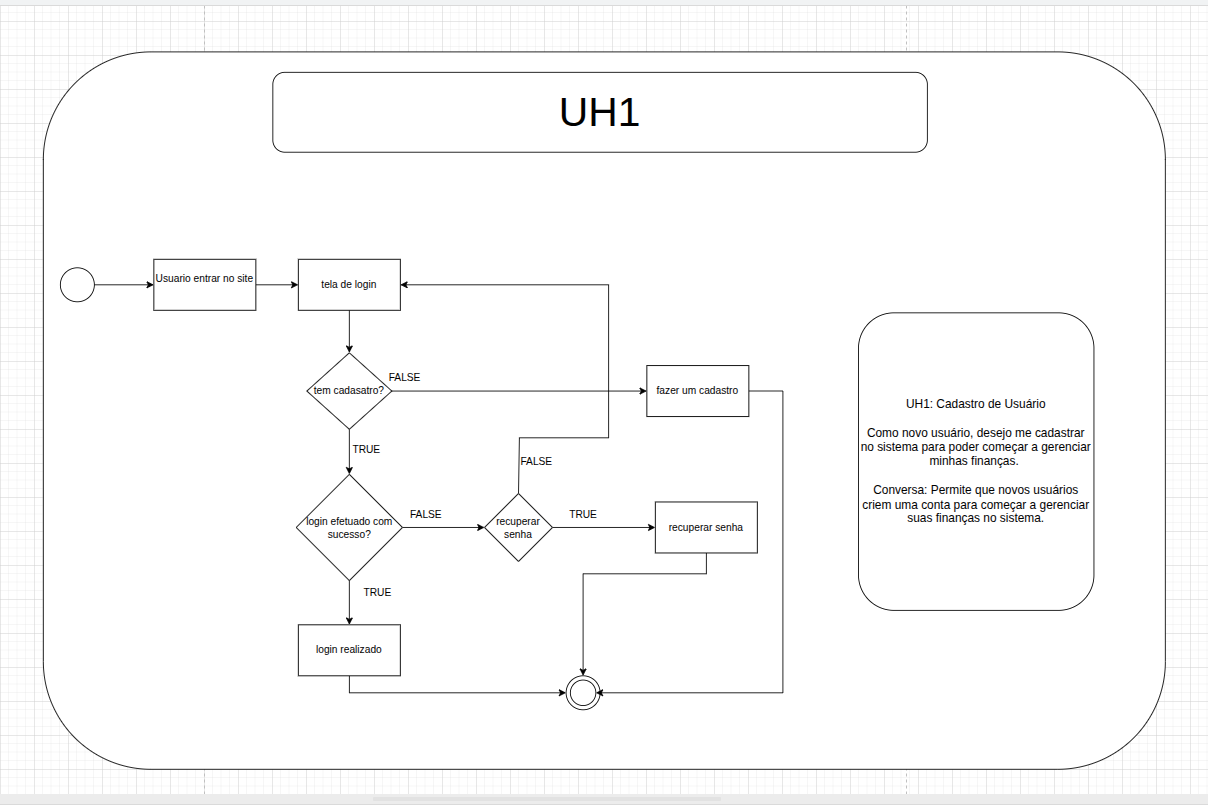 UH1
Usuario entrar no site
tela de login
tem cadasatro?
FALSE
fazer um cadastro
TRUE
FALSE
login efetuado com
sucesso?
FALSE
recuperar
senha
TRUE
recuperar senha
TRUE
login realizado
UH1: Cadastro de Usuário
Como novo usuário, desejo me cadastrar
no sistema para poder começar a gerenciar
minhas finanças.
Conversa: Permite que novos usuários
criem uma conta para começar a gerenciar
suas finanças no sistema.